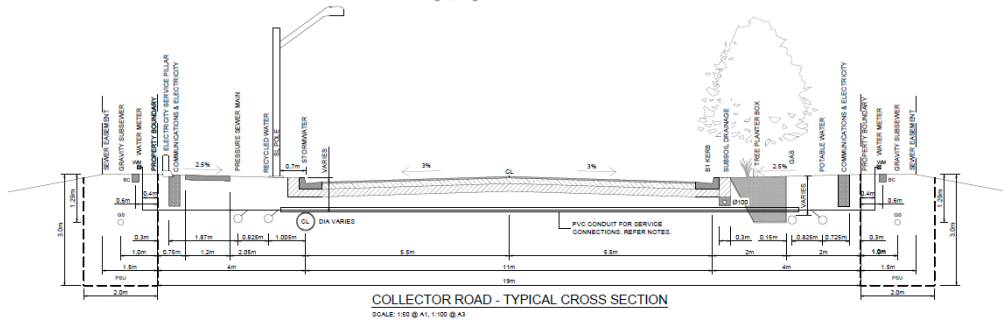 SEWER EASEMENT
GRAVITY SUBSEWER
WATER METER
PROPERTY BOUNDARY
ELECTRICITY SERVICE PILLAR
COMMUNICATIONS & ELECTRICITY
PRESSURE SEWER MAIN
RECYCLED WATER
SL POLE
STORMWATER
VARIES
B1 KERB
SUBSOIL DRAINAGE
TREE PLANTER BOX
GAS
POTABLE WATER
COMMUNICATIONS & ELECTRICITY
PROPERTY BOUNDARY
WATER METER
GRAVITY SUBSEWER
SEWER EASEMENT
WM
2.5%
0.7m
3%
CL
3%
2.5%
WM
BC
BC
1.29m
3.0m
0.4m
0.6m
GS
CL
DIA VARIES
Ø100
VARIES
0.4m
0.6m
GS
1.29m
3.0m
PVC CONDUIT FOR SERVICE
CONNECTIONS. REFER NOTES.
0.3m
1.87m
0.825m
1.005m
0.3m
0.15m
0.825m
0.725m
0.3m
1.0m
0.75m
1.2m
2.05m
5.5m
5.5m
2m
2m
1.0m
1.5m
4m
11m
4m
1.5m
PSU
19m
PSU
2.0m
2.0m
COLLECTOR ROAD - TYPICAL CROSS SECTION
SCALE: 1:50 @ A1, 1:100 @ A3